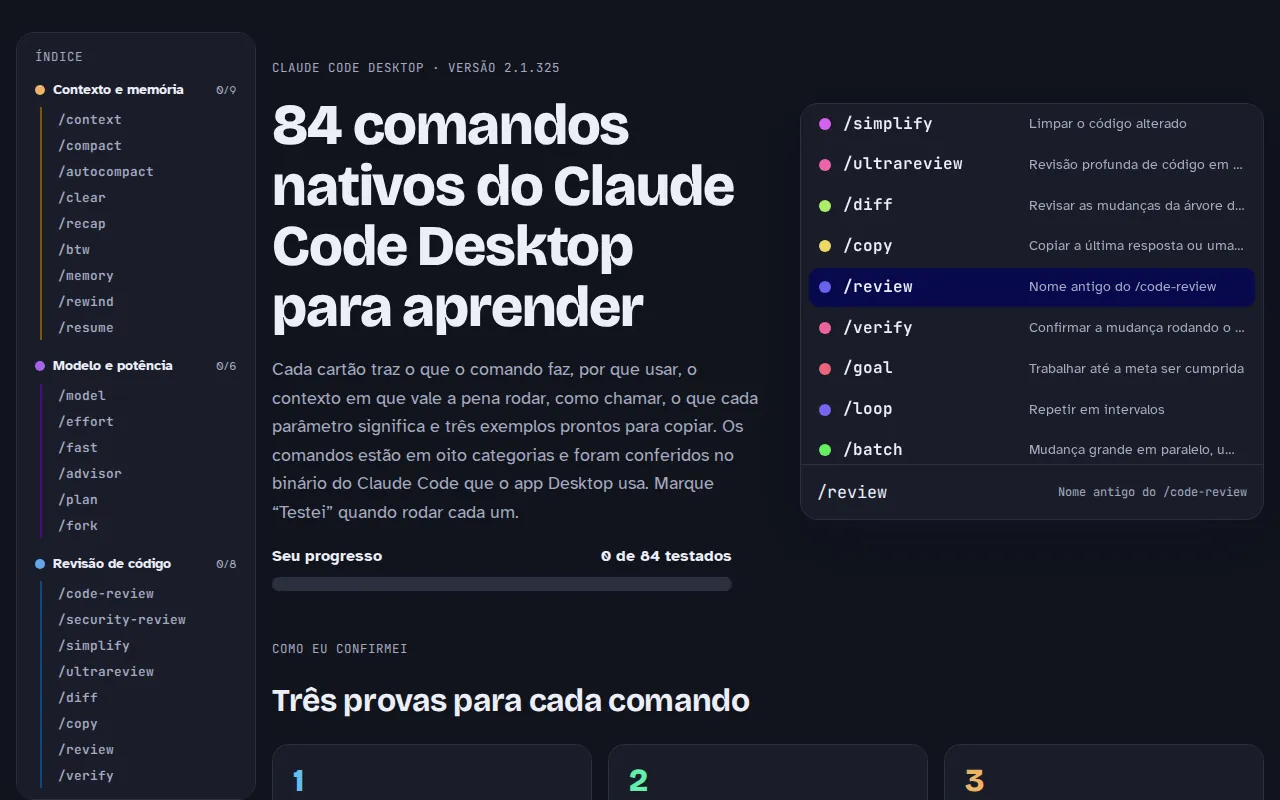 ÍNDICE
Contexto e memória 0/9
/context
/compact
/autocompact
/clear
/recap
/btw
/memory
/rewind
/resume
Modelo e potência 0/6
/model
/effort
/fast
/advisor
/plan
/fork
Revisão de código 0/8
/code-review
/security-review
/simplify
/ultrareview
/diff
/copy
/review
/verify
CLAUDE CODE DESKTOP · VERSÃO 2.1.325
84 comandos
nativos do Claude
Code Desktop
para aprender
Cada cartão traz o que o comando faz, por que usar, o
contexto em que vale a pena rodar, como chamar, o que cada
parâmetro significa e três exemplos prontos para copiar. Os
comandos estão em oito categorias e foram conferidos no
binário do Claude Code que o app Desktop usa. Marque
“Testei” quando rodar cada um.
Seu progresso 0 de 84 testados
/simplify Limpar o código alterado
/ultrareview Revisão profunda de código em ...
/diff Revisar as mudanças da árvore d...
/copy Copiar a última resposta ou uma...
/review Nome antigo do /code-review
/verify Confirmar a mudança rodando o ...
/goal Trabalhar até a meta ser cumprida
/loop Repetir em intervalos
/batch Mudança grande em paralelo, u...
/review Nome antigo do /code-review
COMO EU CONFIRMEI
Três provas para cada comando
1
2
3